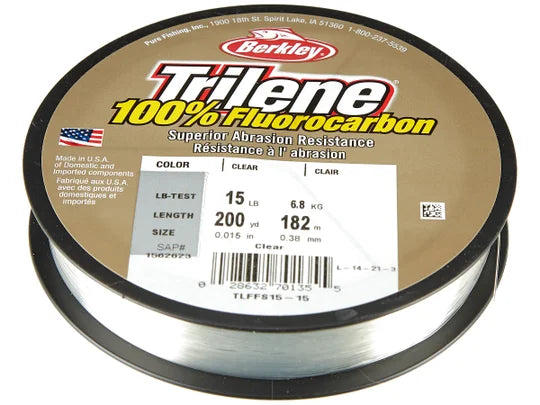 Pure Fishing, Inc., 1900 18th St. Spirit Lake, IA 51360 1-800-237-5539
Berkley
Trilene®
100% Fluorocarbon
Superior Abrasion Resistance
Résistance à l' abrasion
Made in U.S.A.
of Domestic and
Imported components
Fabriqué aux É.U.A.
avec des produits
domestiques et
importés
COLOR CLEAR CLAIR
LB-TEST 15 LB 6.8 KG
LENGTH 200 yd 182 m
SIZE 0.015 in 0.38 mm
SAP# Clear
1562623
L-14-21-3
0 28632 70135 5
TLFFS15-15